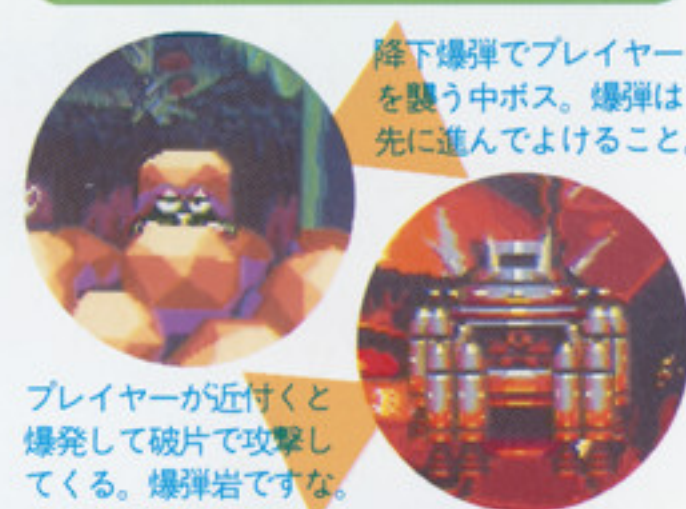 降下爆弾でプレイヤー
を襲う中ボス。爆弾は
先に進んでよけること。
プレイヤーが近付くと
爆発して破片で攻撃し
てくる。爆弾岩ですな。